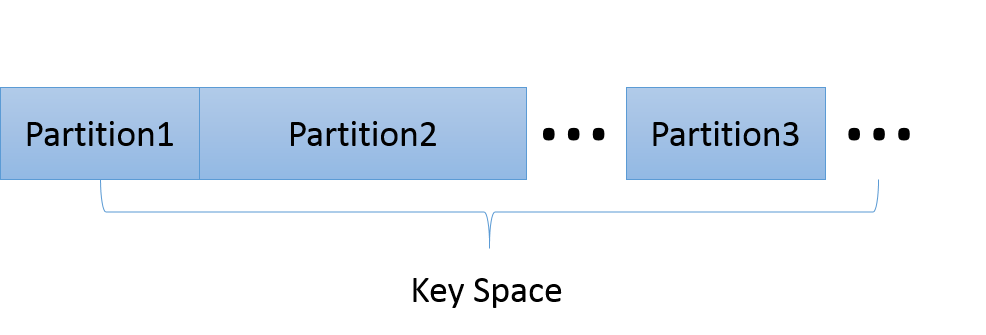 Partition1 Partition2 ••• Partition3 •••
Key Space